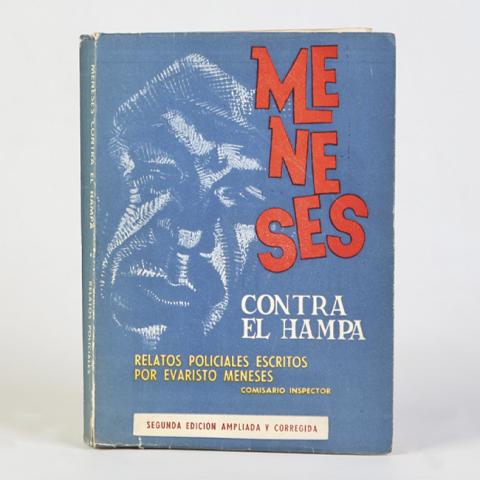 MENESES CONTRA EL HAMPA
RELATOS POLICIALES
ME
NE
SES
CONTRA
EL HAMPA
RELATOS POLICIALES ESCRITOS
POR EVARISTO MENESES
COMISARIO INSPECTOR
SEGUNDA EDICION AMPLIADA Y CORREGIDA